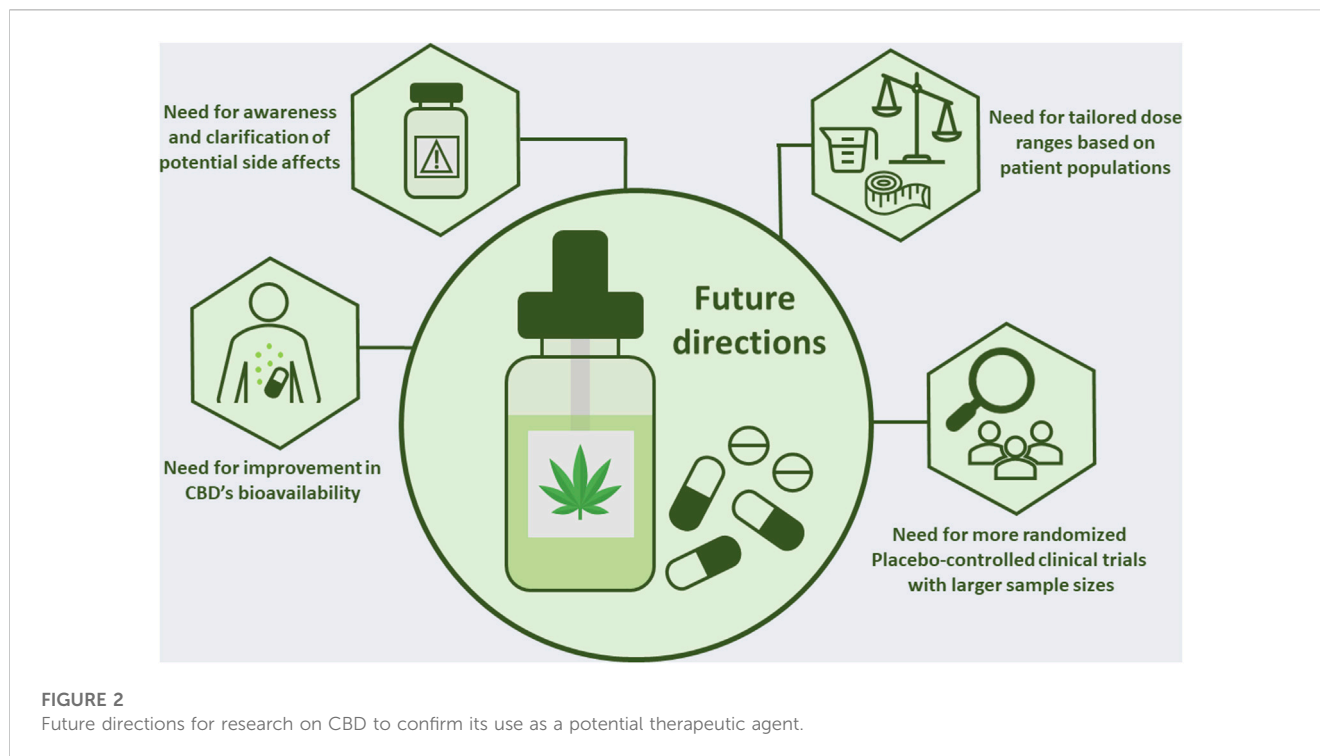 Need for awareness
and clarification of
potential side affects
Need for tailored dose
ranges based on
patient populations
Future
directions
Need for improvement in
CBD's bioavailability
Need for more randomized
Placebo-controlled clinical trials
with larger sample sizes
FIGURE 2
Future directions for research on CBD to confirm its use as a potential therapeutic agent.